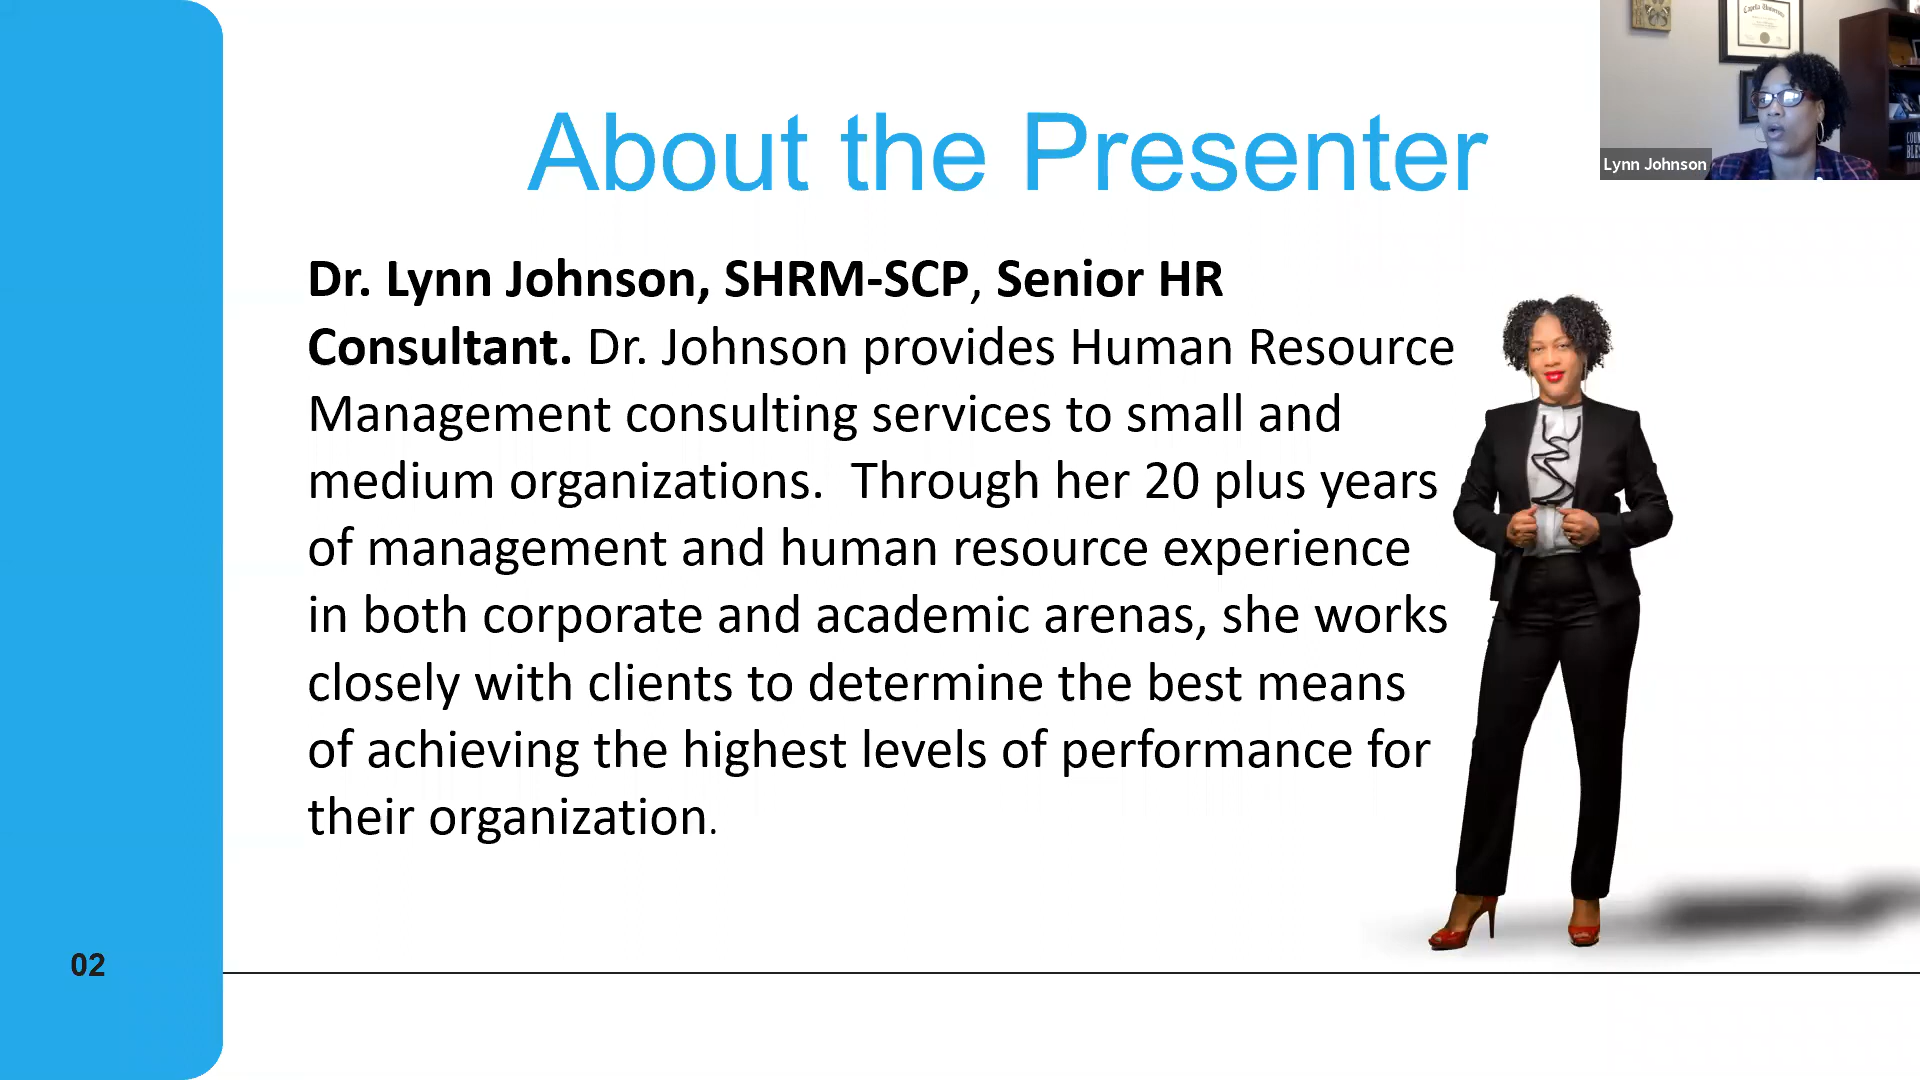 About the Presenter
Capella University
Lynn Johnson
Dr. Lynn Johnson, SHRM-SCP, Senior HR
Consultant. Dr. Johnson provides Human Resource
Management consulting services to small and
medium organizations.  Through her 20 plus years
of management and human resource experience
in both corporate and academic arenas, she works
closely with clients to determine the best means
of achieving the highest levels of performance for
their organization.
02